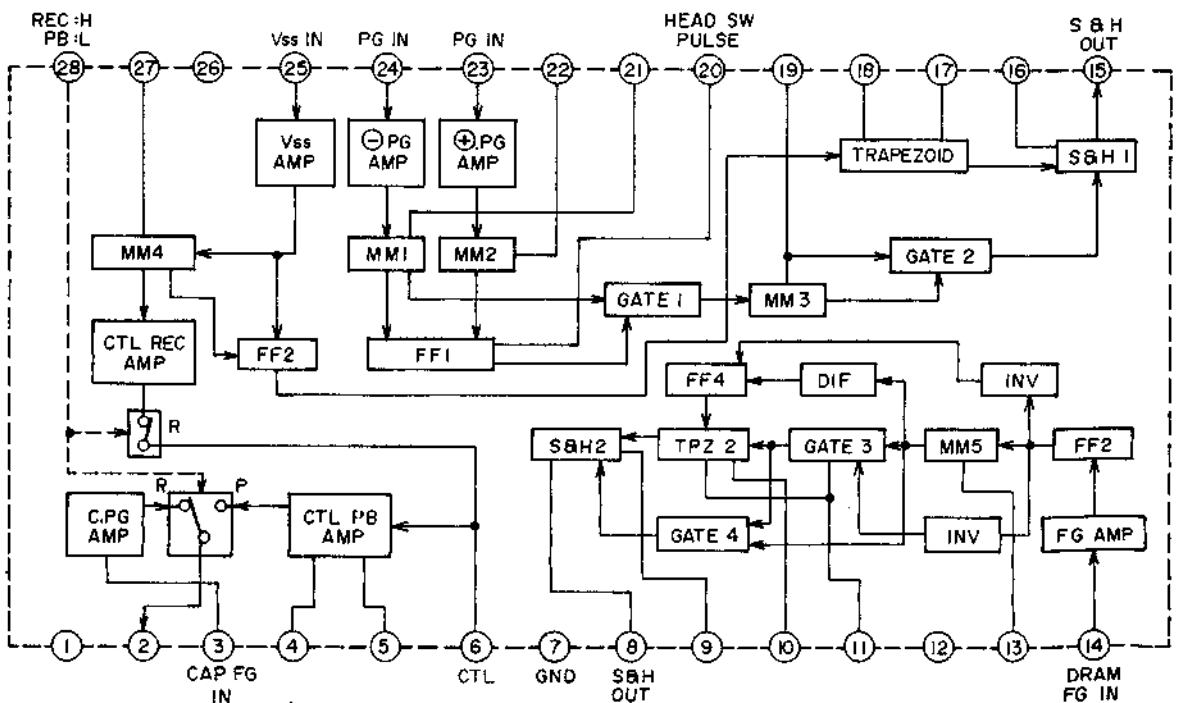 REC :H
PB :L
Vss IN
PG IN
PG IN
HEAD SW
PULSE
S & H
OUT
28
27
26
25
24
23
22
21
20
19
18
17
16
15
Vss
AMP
⊖ PG
AMP
⊕ PG
AMP
TRAPEZOID
S&H 1
MM4
MM1
MM2
GATE 2
GATE 1
MM 3
CTL REC
AMP
FF2
FF1
FF4
DIF
INV
R
S&H2
TPZ 2
GATE 3
MM5
FF2
R
P
C.PG
AMP
CTL PB
AMP
GATE 4
INV
FG AMP
1
2
3
4
5
6
7
8
9
10
11
12
13
14
CAP FG
IN
CTL
GND
S&H
OUT
DRAM
FG IN